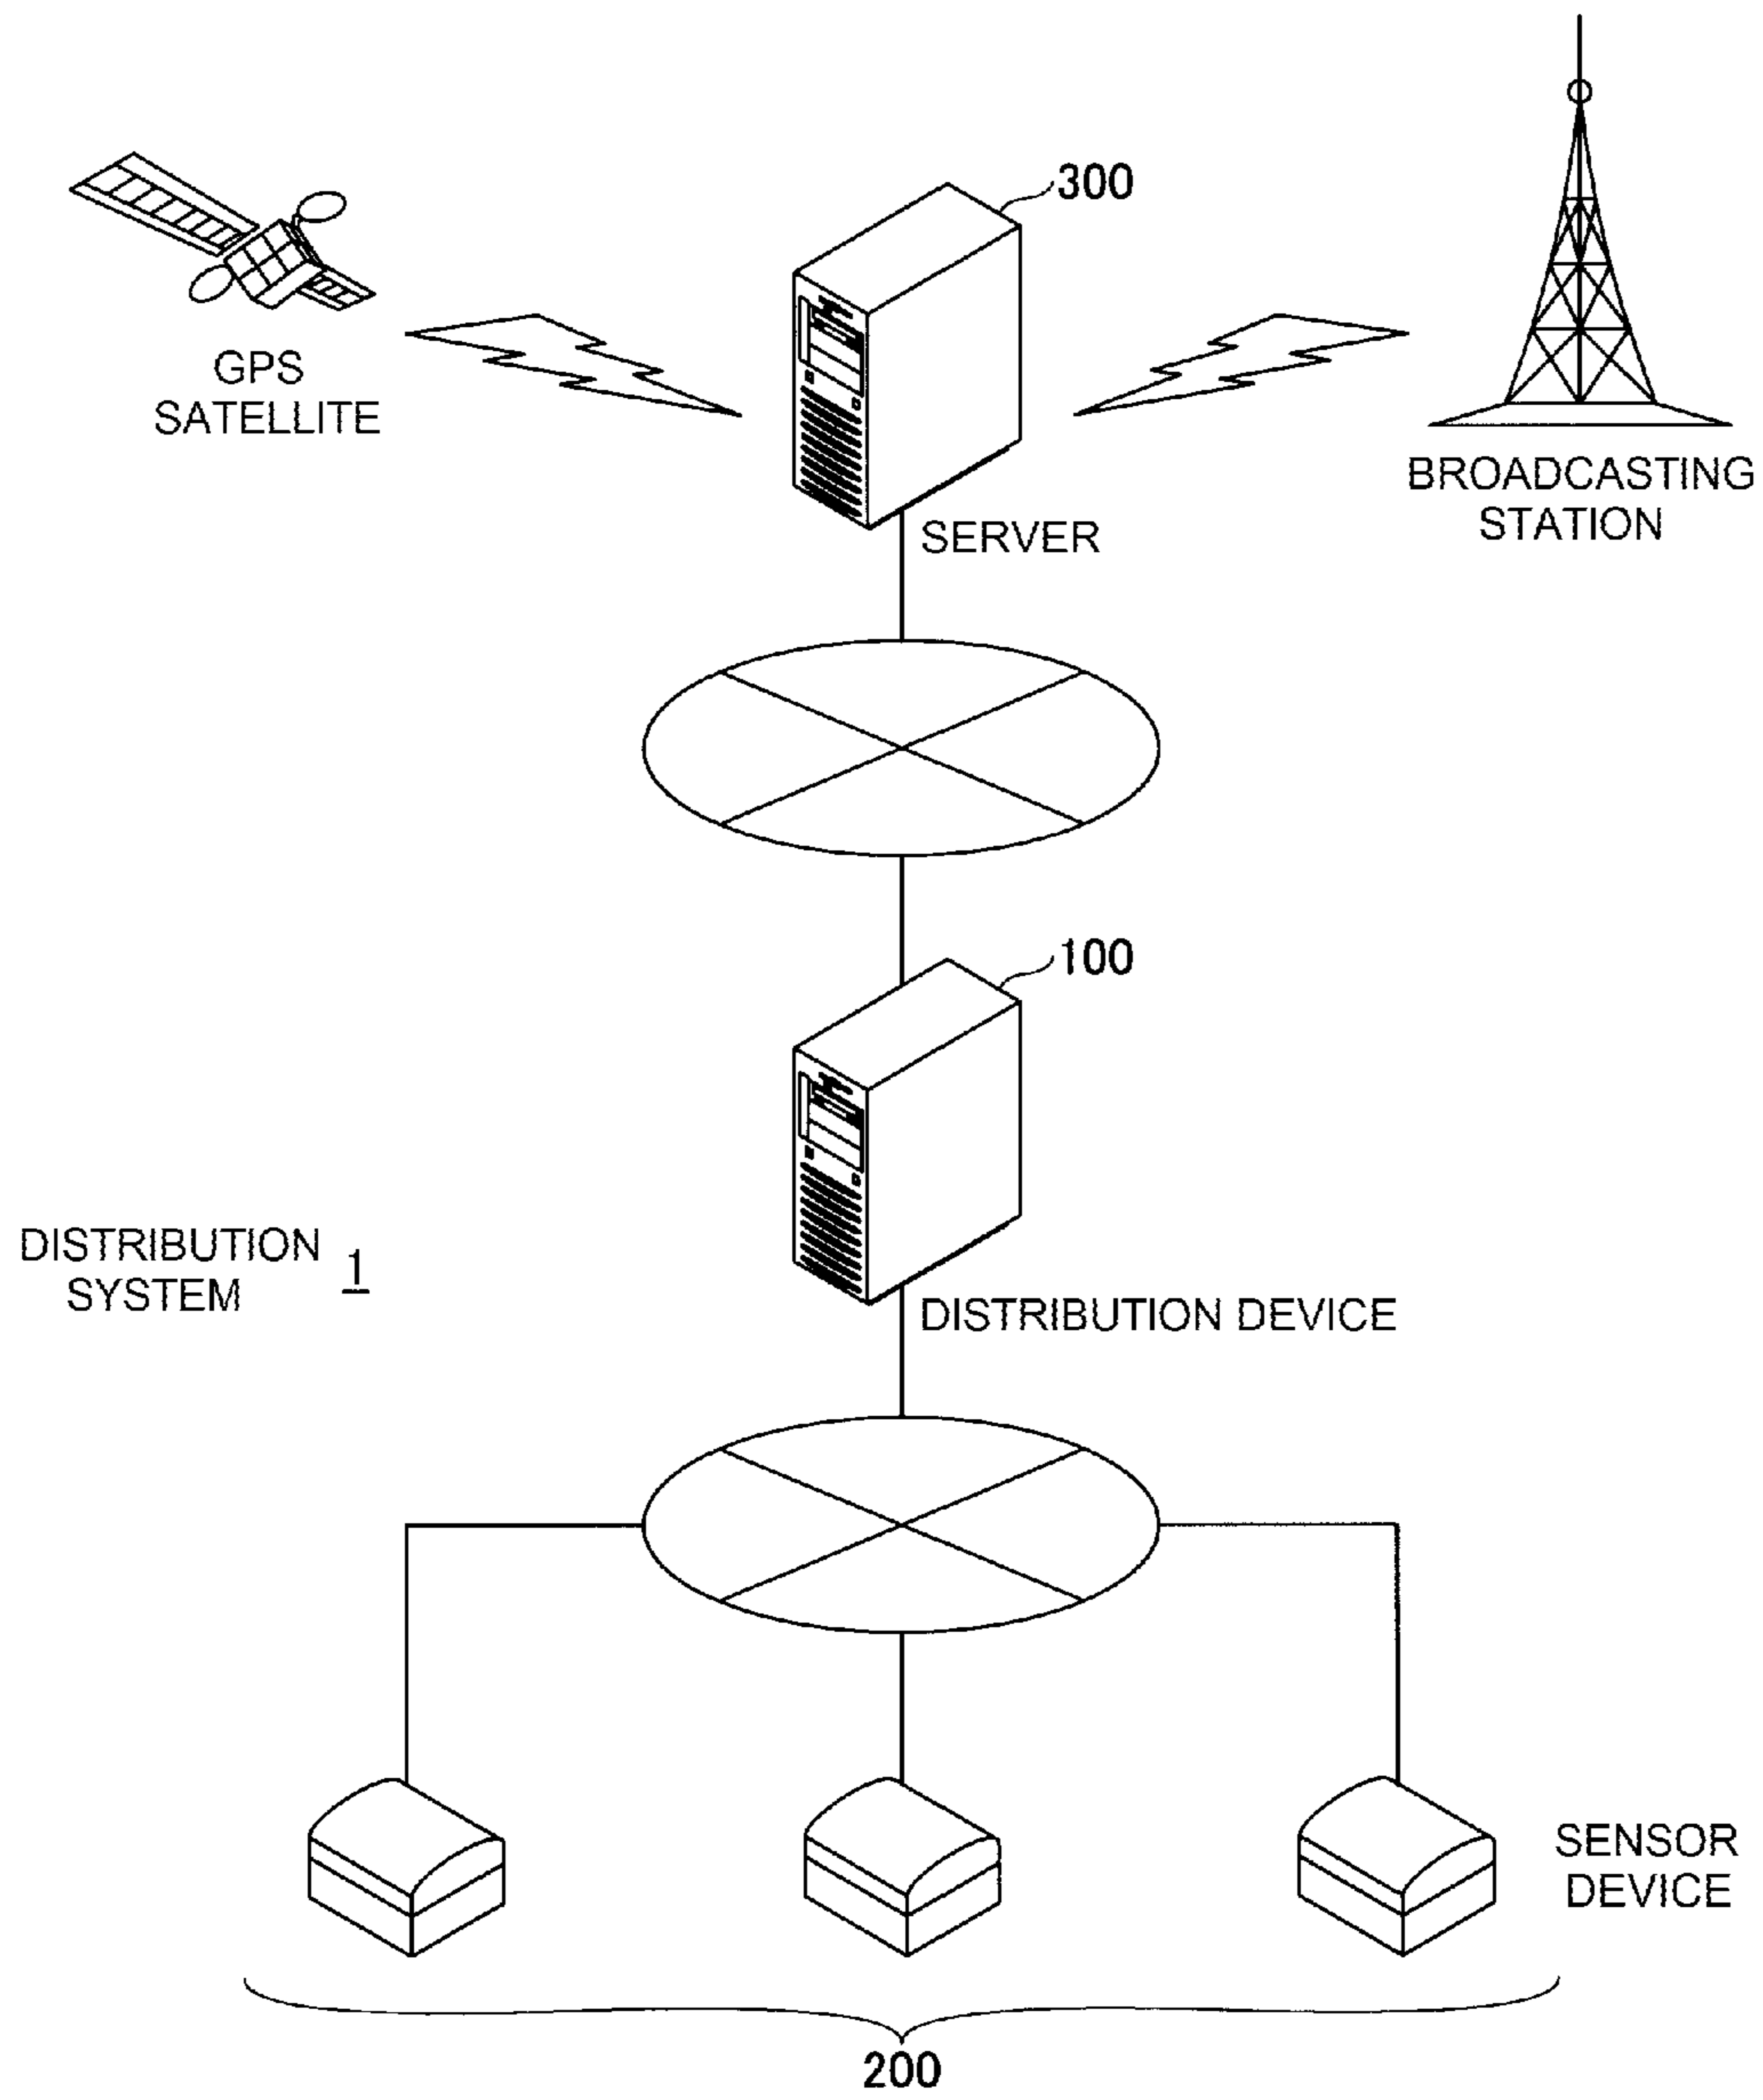 300
GPS
SATELLITE
BROADCASTING
STATION
SERVER
100
DISTRIBUTION
SYSTEM
1
DISTRIBUTION DEVICE
SENSOR
DEVICE
200